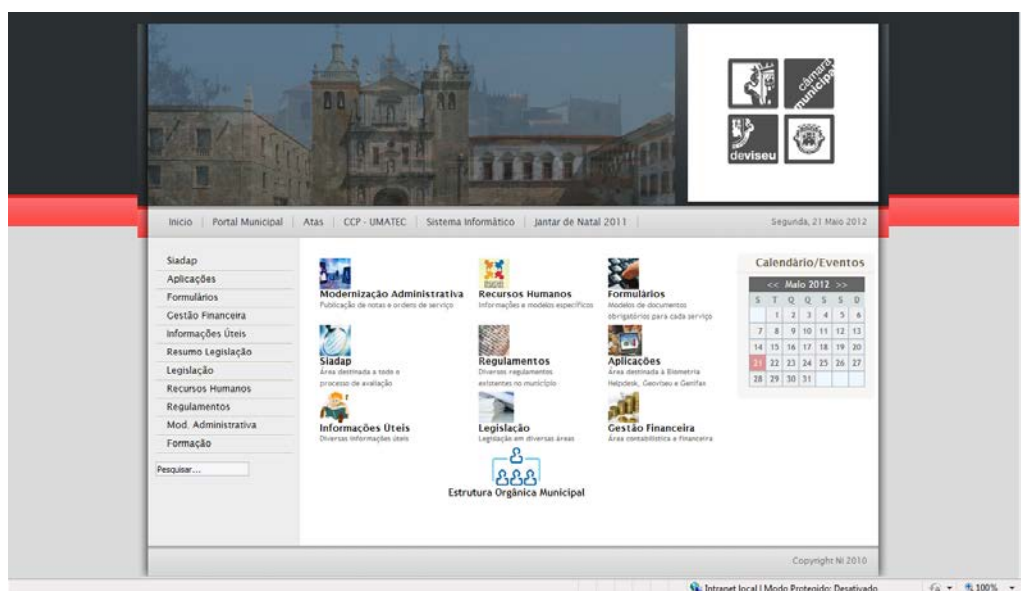 câmara
municipal
deviseu
Inicio | Portal Municipal | Atas | CCP - UMATEC | Sistema Informático | Jantar de Natal 2011 |
Segunda, 21 Maio 2012
Siadap
Aplicações
Formulários
Gestão Financeira
Informações Úteis
Resumo Legislação
Legislação
Recursos Humanos
Regulamentos
Mod. Administrativa
Formação
Pesquisar...
Modernização Administrativa
Publicação de notas e ordens de serviço
Recursos Humanos
Informações e modelos específicos
Formulários
Modelos de documentos
obrigatórios para cada serviço
Siadap
Área destinada a todo o
processo de avaliação
Regulamentos
Diversos regulamentos
existentes no município
Aplicações
Área destinada à Biometria
Helpdesk, Geoviseu e Genifax
Informações Úteis
Diversas informações úteis
Legislação
Legislação em diversas áreas
Gestão Financeira
Área contabilística e financeira
Estrutura Orgânica Municipal
Calendário/Eventos
<< Maio 2012 >>
S T Q Q S S D
1 2 3 4 5 6
7 8 9 10 11 12 13
14 15 16 17 18 19 20
21 22 23 24 25 26 27
28 29 30 31
Copyright NI 2010
Intranet local | Modo Protegido: Desativado
100%